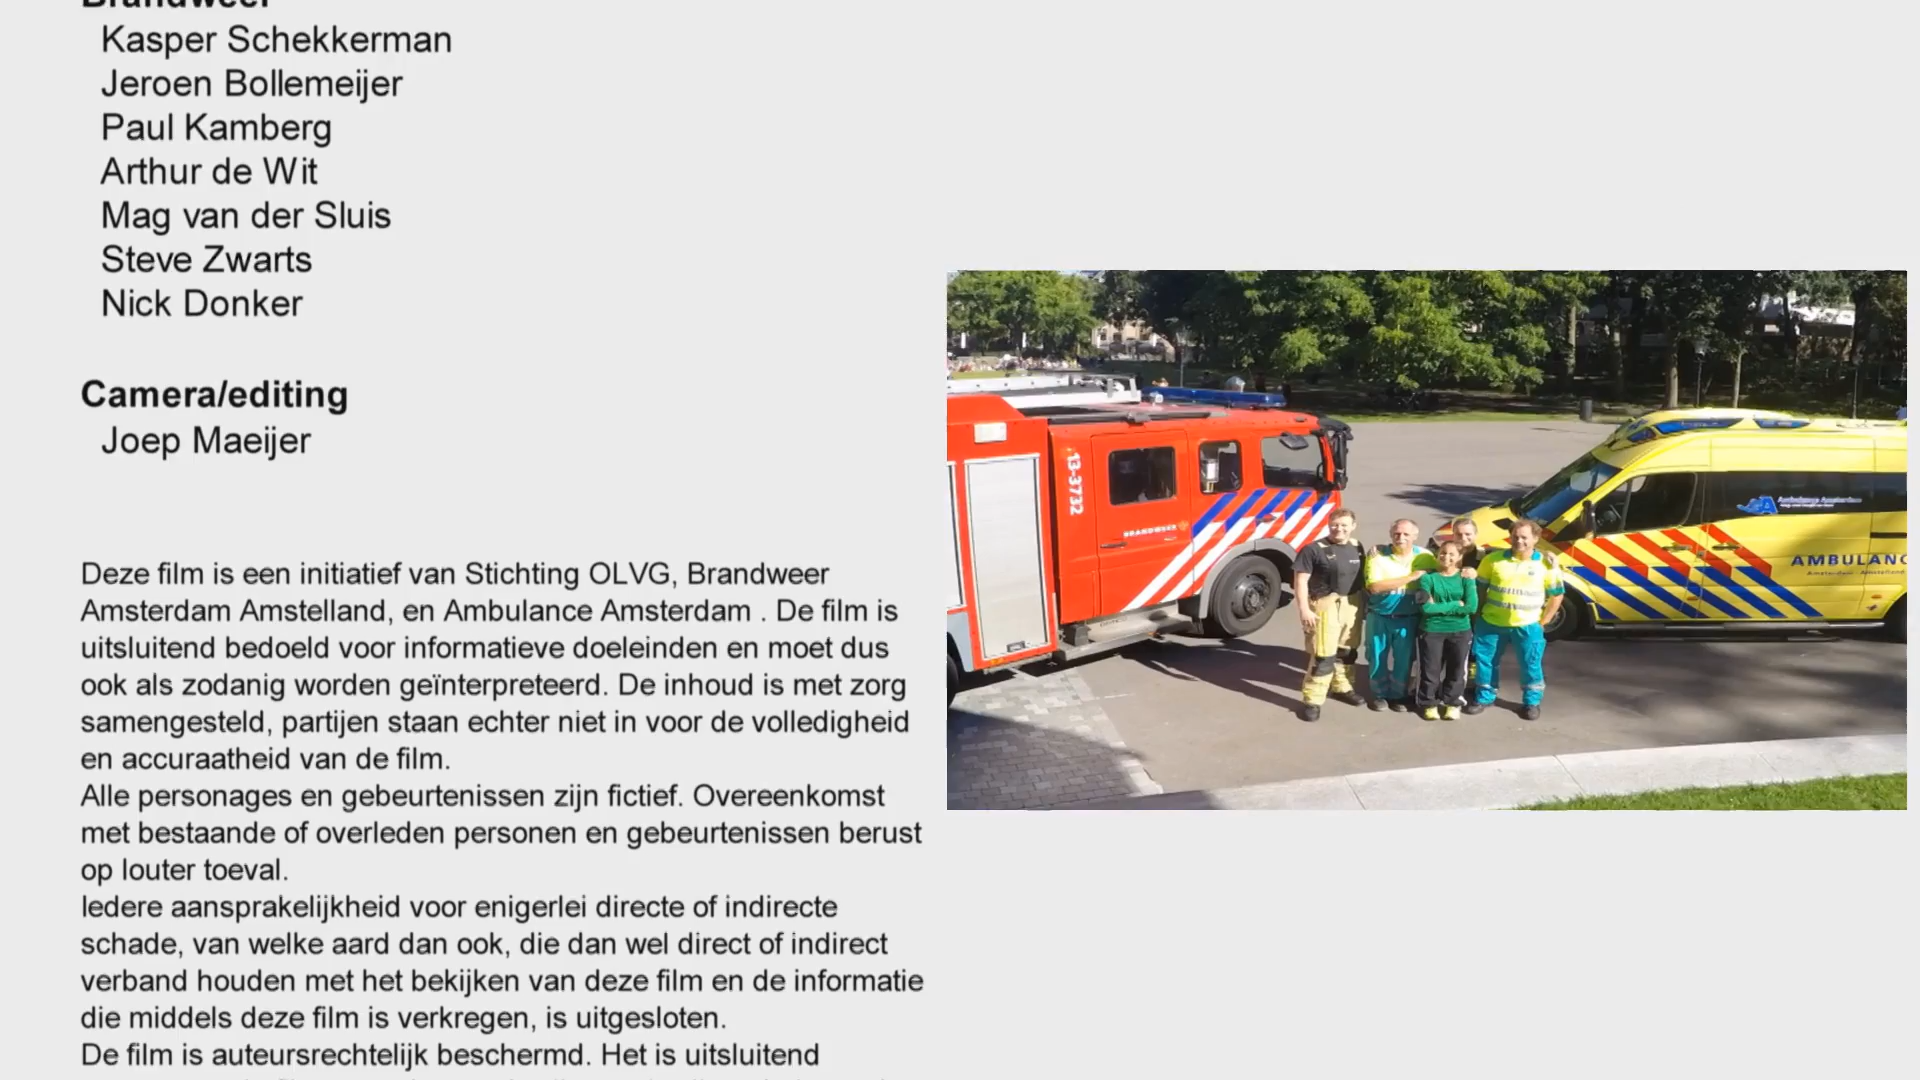 Brandweer
Kasper Schekkerman
Jeroen Bollemeijer
Paul Kamberg
Arthur de Wit
Mag van der Sluis
Steve Zwarts
Nick Donker
Camera/editing
Joep Maeijer
Deze film is een initiatief van Stichting OLVG, Brandweer
Amsterdam Amstelland, en Ambulance Amsterdam . De film is
uitsluitend bedoeld voor informatieve doeleinden en moet dus
ook als zodanig worden geïnterpreteerd. De inhoud is met zorg
samengesteld, partijen staan echter niet in voor de volledigheid
en accuraatheid van de film.
Alle personages en gebeurtenissen zijn fictief. Overeenkomst
met bestaande of overleden personen en gebeurtenissen berust
op louter toeval.
Iedere aansprakelijkheid voor enigerlei directe of indirecte
schade, van welke aard dan ook, die dan wel direct of indirect
verband houden met het bekijken van deze film en de informatie
die middels deze film is verkregen, is uitgesloten.
De film is auteursrechtelijk beschermd. Het is uitsluitend
13-3732
BRANDWEER
Ambulance Amsterdam
AMBULANC
Amsterdam - Amstelland